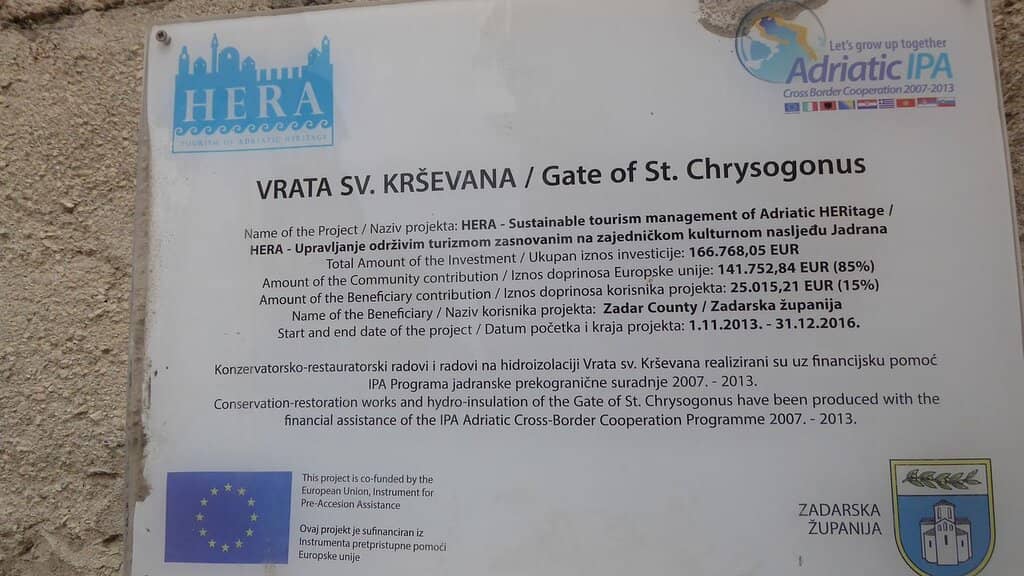 HERA
TOURISM OF ADRIATIC HERITAGE
Let's grow up together
Adriatic IPA
Cross Border Cooperation 2007-2013
VRATA SV. KRŠEVANA / Gate of St. Chrysogonus
Name of the Project / Naziv projekta: HERA - Sustainable tourism management of Adriatic HERitage /
HERA - Upravljanje održivim turizmom zasnovanim na zajedničkom kulturnom nasljeđu Jadrana
Total Amount of the Investment / Ukupan iznos investicije: 166.768,05 EUR
Amount of the Community contribution / Iznos doprinosa Europske unije: 141.752,84 EUR (85%)
Amount of the Beneficiary contribution / Iznos doprinosa korisnika projekta: 25.015,21 EUR (15%)
Name of the Beneficiary / Naziv korisnika projekta: Zadar County / Zadarska županija
Start and end date of the project / Datum početka i kraja projekta: 1.11.2013. - 31.12.2016.
Konzervatorsko-restauratorski radovi i radovi na hidroizolaciji Vrata sv. Krševana realizirani su uz financijsku pomoć
IPA Programa jadranske prekogranične suradnje 2007. - 2013.
Conservation-restoration works and hydro-insulation of the Gate of St. Chrysogonus have been produced with the
financial assistance of the IPA Adriatic Cross-Border Cooperation Programme 2007. - 2013.
This project is co-funded by the
European Union, Instrument for
Pre-Accesion Assistance
Ovaj projekt je sufinanciran iz
Instrumenta pretpristupne pomoći
Europske unije
ZADARSKA
ŽUPANIJA